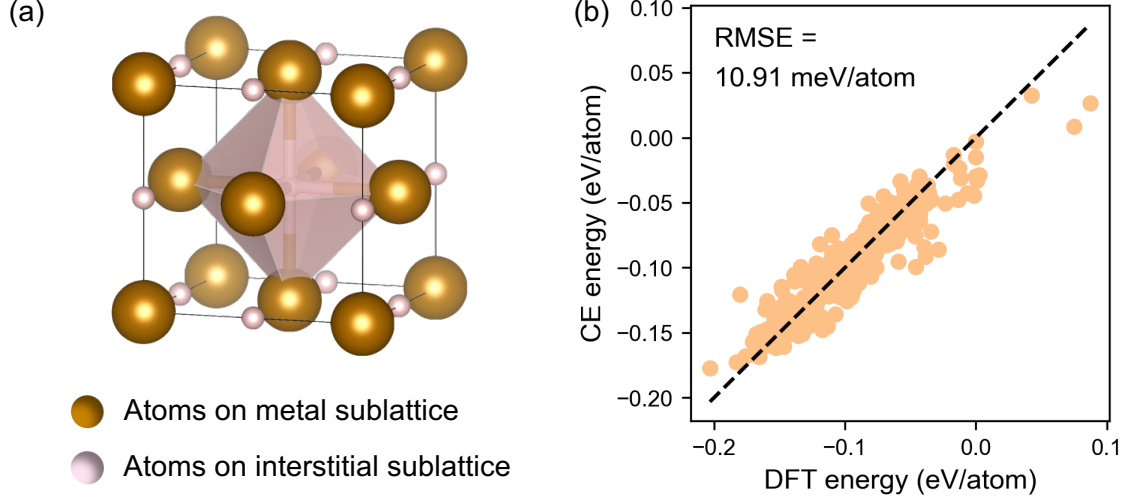 (a)
Atoms on metal sublattice
Atoms on interstitial sublattice
(b)
RMSE =
10.91 meV/atom
CE energy (eV/atom)
0.10
0.05
0.00
−0.05
−0.10
−0.15
−0.20
−0.2 −0.1 0.0 0.1
DFT energy (eV/atom)